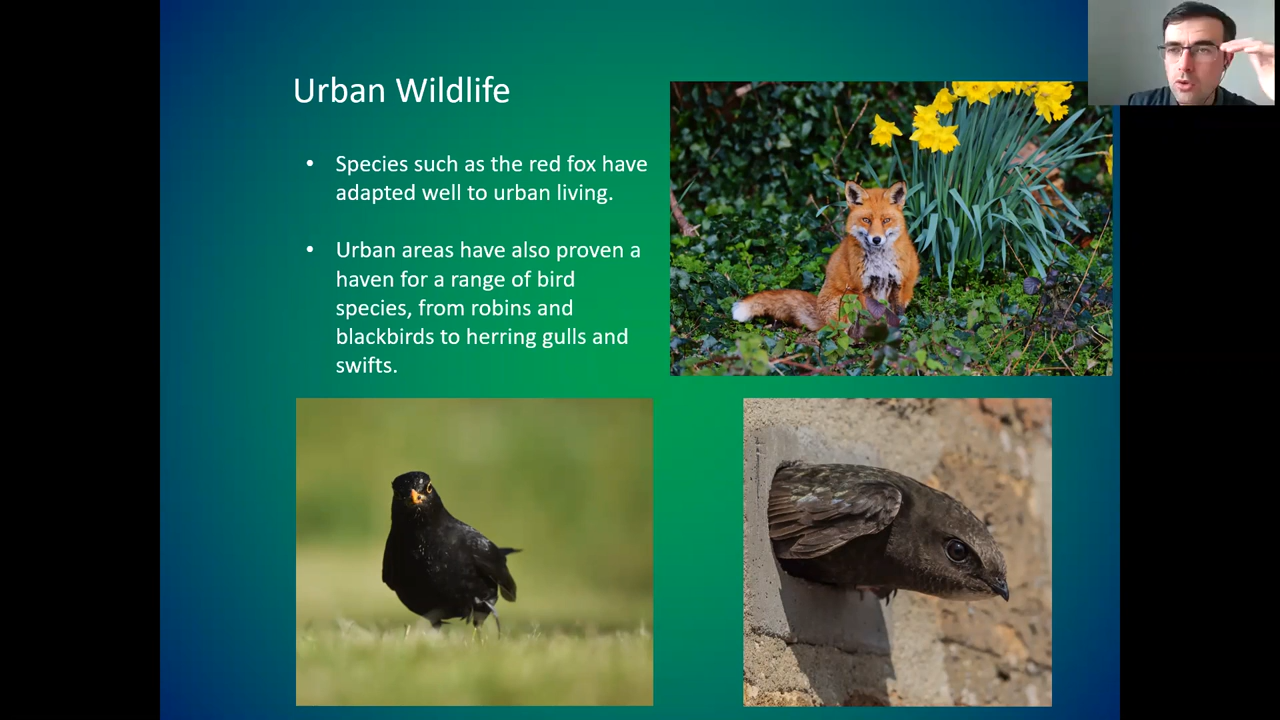 Urban Wildlife
• Species such as the red fox have
adapted well to urban living.
• Urban areas have also proven a
haven for a range of bird
species, from robins and
blackbirds to herring gulls and
swifts.